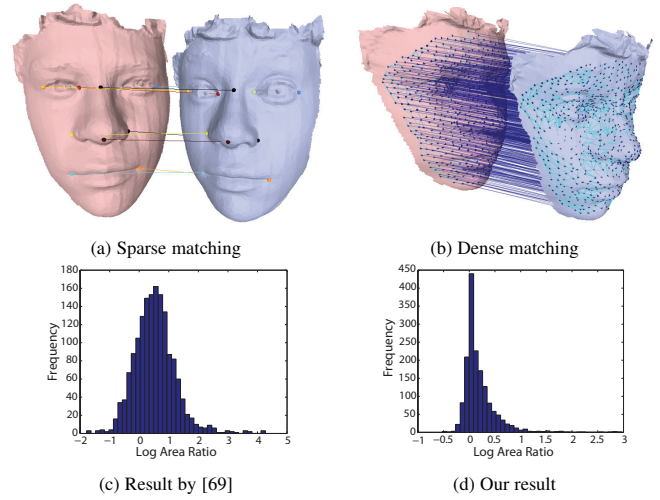 (a) Sparse matching
(b) Dense matching
180
160
140
120
100
80
60
40
20
0
Frequency
-2 -1 0 1 2 3 4 5
Log Area Ratio
450
400
350
300
250
200
150
100
50
0
Frequency
-1 -0.5 0 0.5 1 1.5 2 2.5 3
Log Area Ratio
(c) Result by [69]
(d) Our result